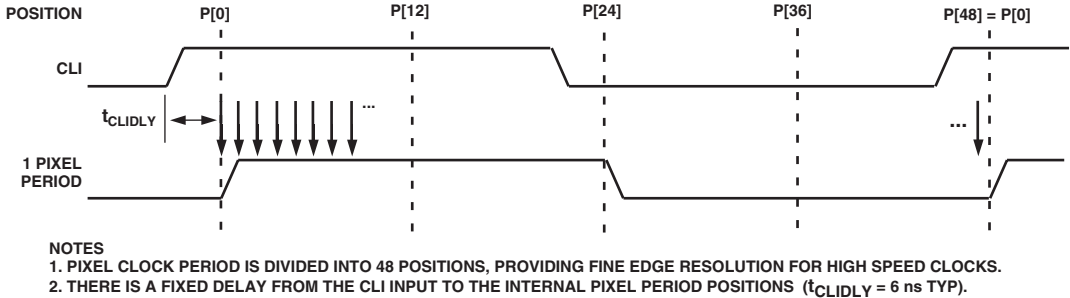 POSITION P[0] P[12] P[24] P[36] P[48] = P[0]
CLI
tCLIDLY
...
...
1 PIXEL
PERIOD
NOTES
1. PIXEL CLOCK PERIOD IS DIVIDED INTO 48 POSITIONS, PROVIDING FINE EDGE RESOLUTION FOR HIGH SPEED CLOCKS.
2. THERE IS A FIXED DELAY FROM THE CLI INPUT TO THE INTERNAL PIXEL PERIOD POSITIONS (tCLIDLY = 6 ns TYP).